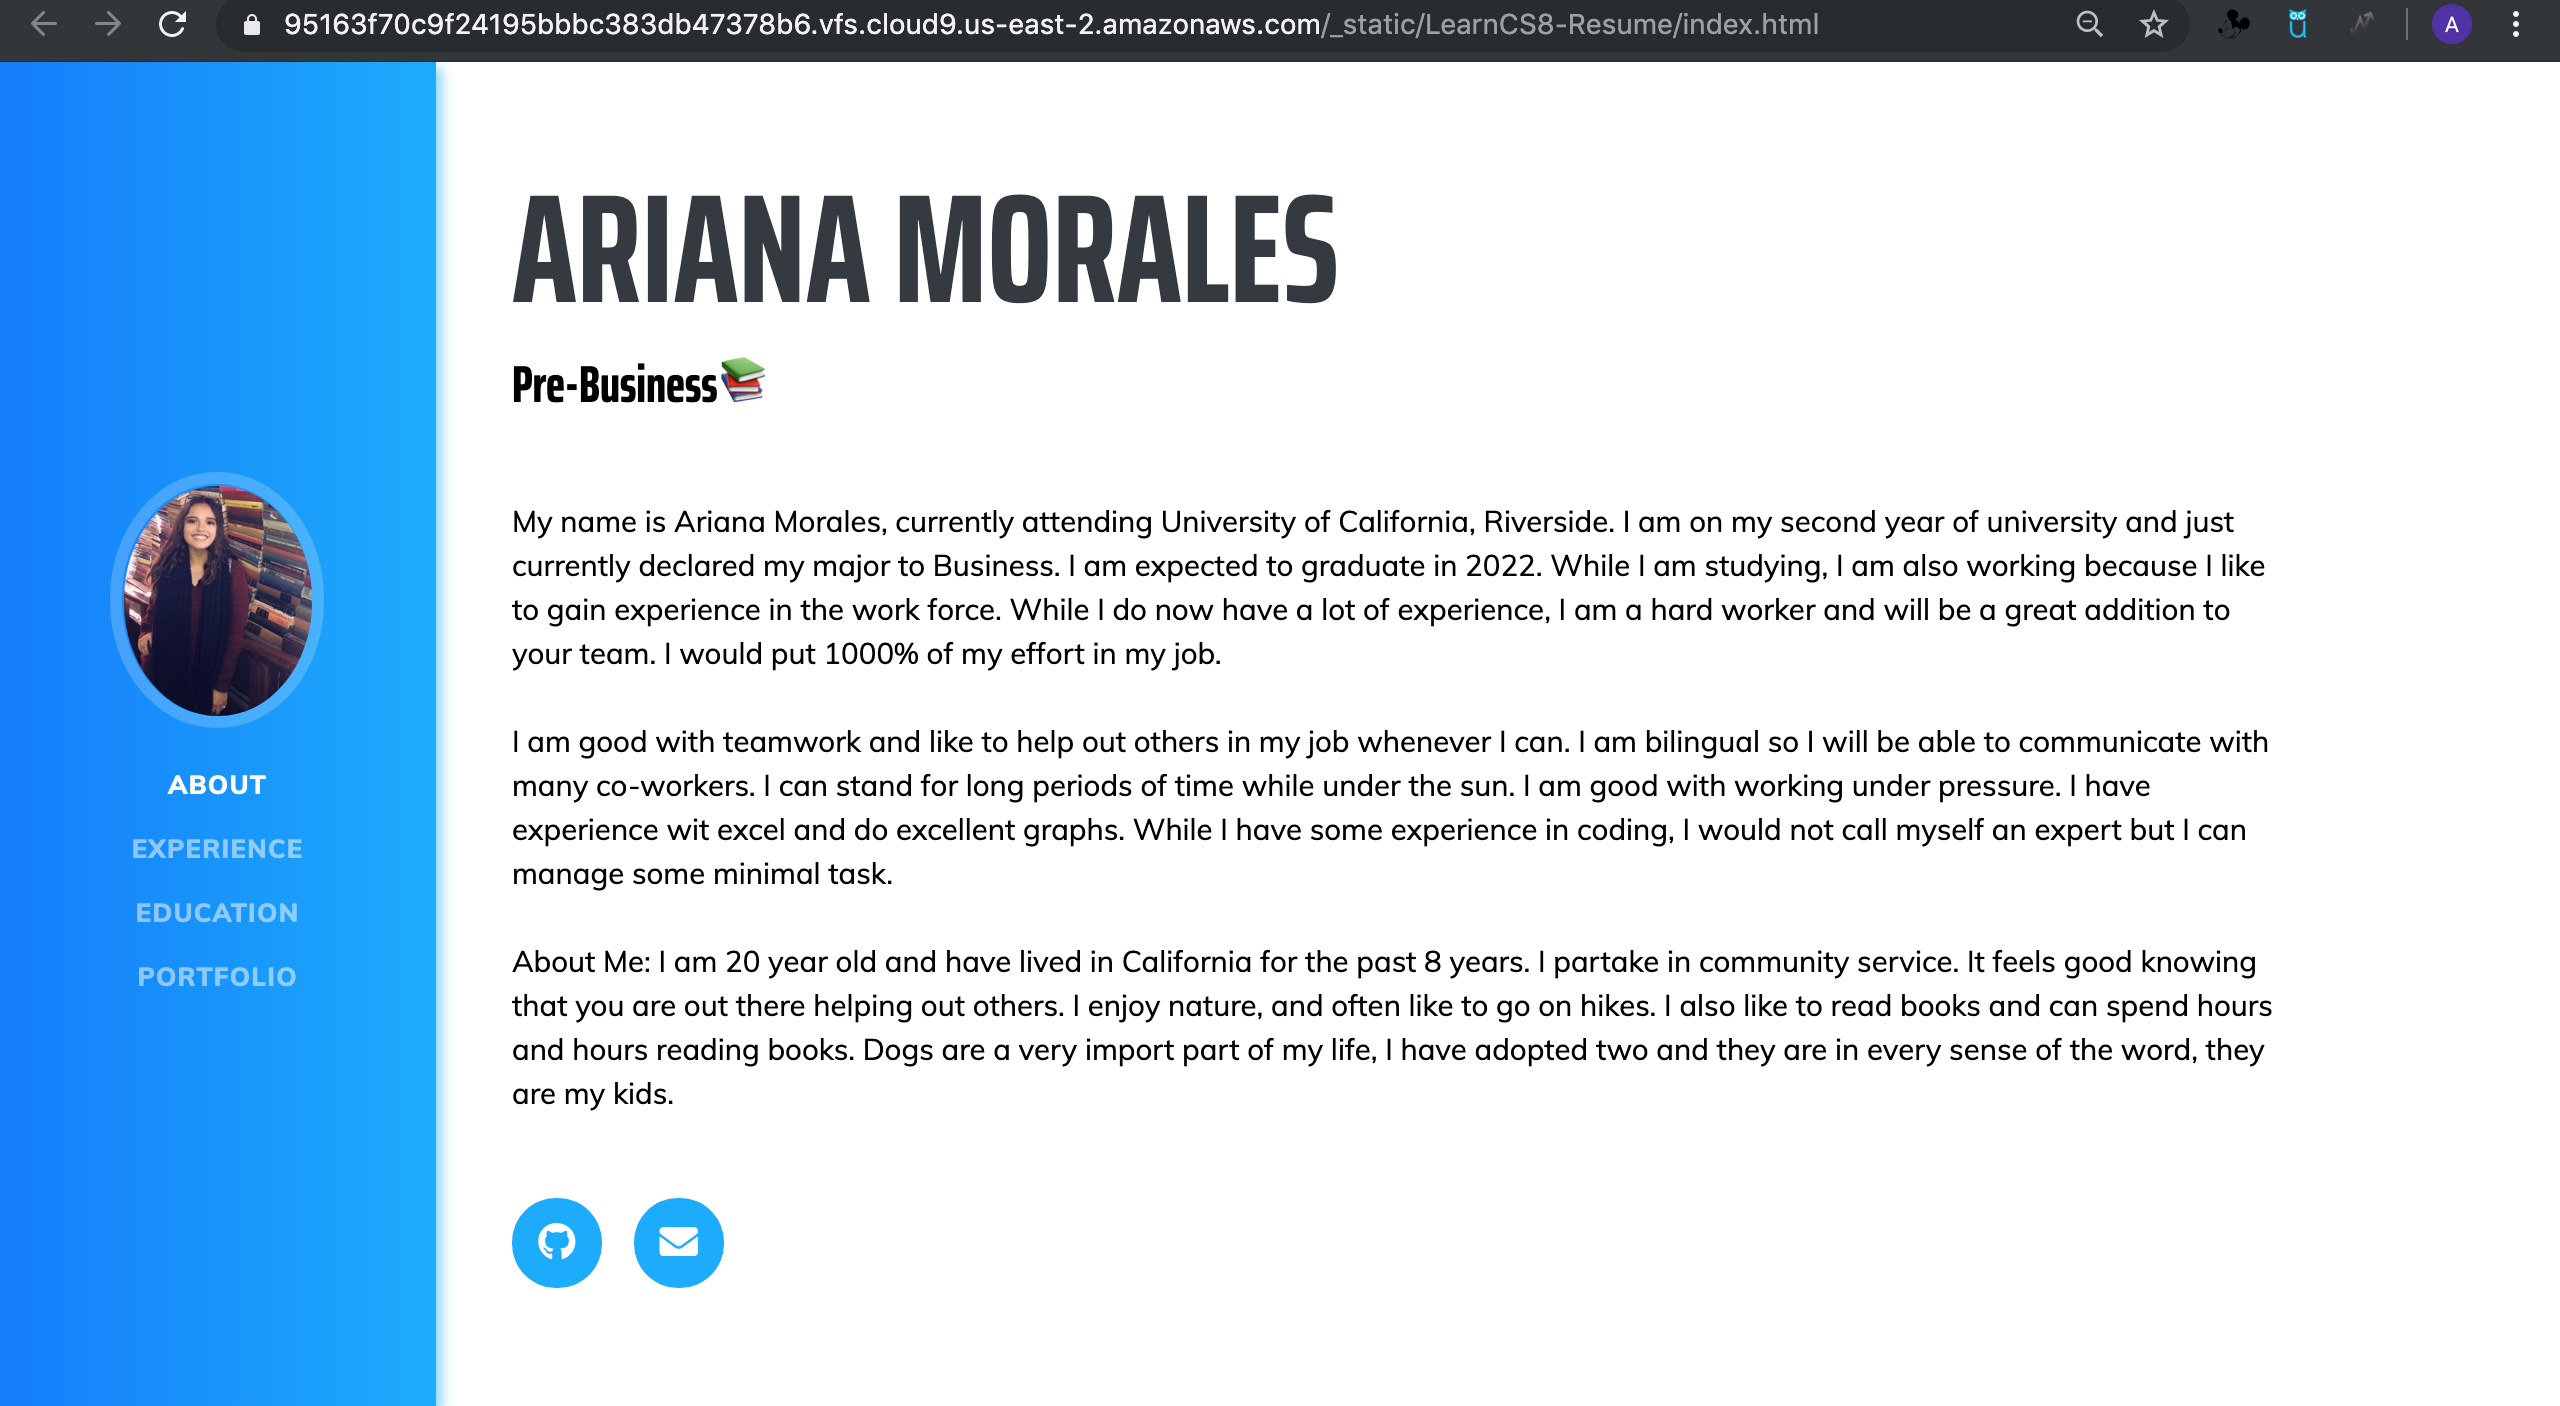 95163f70c9f24195bbbc383db47378b6.vfs.cloud9.us-east-2.amazonaws.com/_static/LearnCS8-Resume/index.html
A
ARIANA MORALES
Pre-Business📚
My name is Ariana Morales, currently attending University of California, Riverside. I am on my second year of university and just
currently declared my major to Business. I am expected to graduate in 2022. While I am studying, I am also working because I like
to gain experience in the work force. While I do now have a lot of experience, I am a hard worker and will be a great addition to
your team. I would put 1000% of my effort in my job.
I am good with teamwork and like to help out others in my job whenever I can. I am bilingual so I will be able to communicate with
many co-workers. I can stand for long periods of time while under the sun. I am good with working under pressure. I have
experience wit excel and do excellent graphs. While I have some experience in coding, I would not call myself an expert but I can
manage some minimal task.
About Me: I am 20 year old and have lived in California for the past 8 years. I partake in community service. It feels good knowing
that you are out there helping out others. I enjoy nature, and often like to go on hikes. I also like to read books and can spend hours
and hours reading books. Dogs are a very import part of my life, I have adopted two and they are in every sense of the word, they
are my kids.
ABOUT
EXPERIENCE
EDUCATION
PORTFOLIO